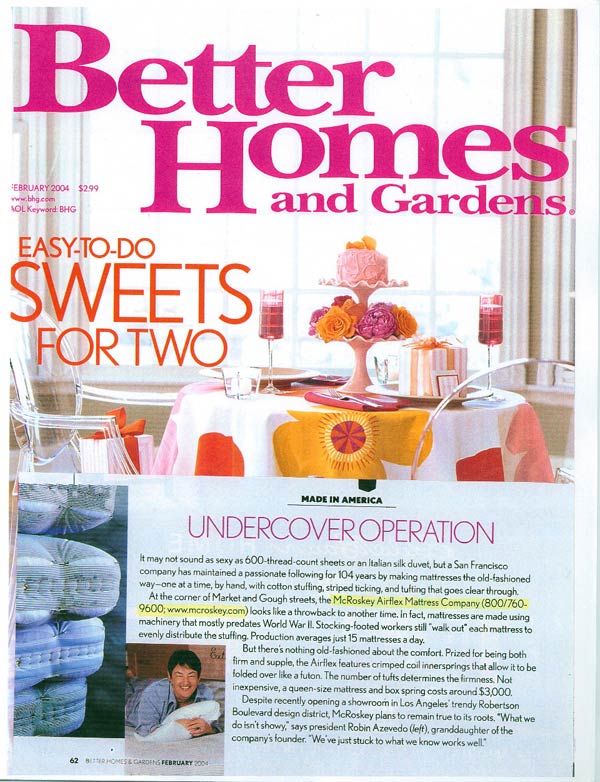 Better
Homes
and Gardens®
FEBRUARY 2004 $2.99
www.bhg.com
AOL Keyword: BHG
EASY-TO-DO
SWEETS
FOR TWO
MADE IN AMERICA
UNDERCOVER OPERATION
It may not sound as sexy as 600-thread-count sheets or an Italian silk duvet, but a San Francisco
company has maintained a passionate following for 104 years by making mattresses the old-fashioned
way—one at a time, by hand, with cotton stuffing, striped ticking, and tufting that goes clear through.
At the corner of Market and Gough streets, the McRoskey Airflex Mattress Company (800/760-
9600; www.mcroskey.com) looks like a throwback to another time. In fact, mattresses are made using
machinery that mostly predates World War II. Stocking-footed workers still "walk out" each mattress to
evenly distribute the stuffing. Production averages just 15 mattresses a day.
But there's nothing old-fashioned about the comfort. Prized for being both
firm and supple, the Airflex features crimped coil innersprings that allow it to be
folded over like a futon. The number of tufts determines the firmness. Not
inexpensive, a queen-size mattress and box spring costs around $3,000.
Despite recently opening a showroom in Los Angeles' trendy Robertson
Boulevard design district, McRoskey plans to remain true to its roots. "What we
do isn't showy," says president Robin Azevedo (left), granddaughter of the
company's founder. "We've just stuck to what we know works well."
62 BETTER HOMES & GARDENS FEBRUARY 2004